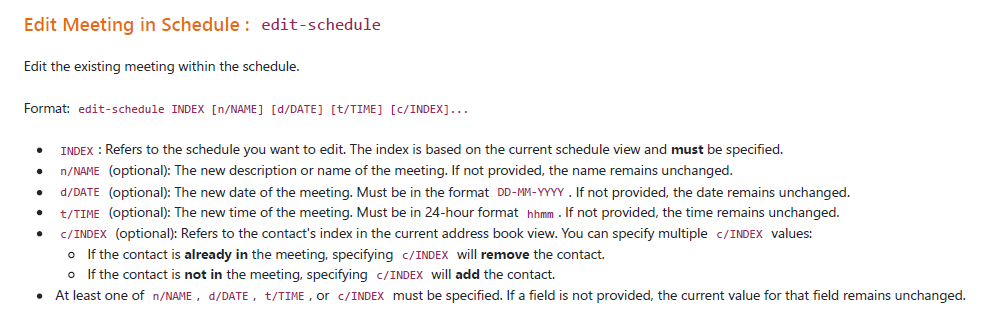 Edit Meeting in Schedule : edit-schedule
Edit the existing meeting within the schedule.
Format: edit-schedule INDEX [n/NAME] [d/DATE] [t/TIME] [c/INDEX]...
• INDEX : Refers to the schedule you want to edit. The index is based on the current schedule view and must be specified.
• n/NAME (optional): The new description or name of the meeting. If not provided, the name remains unchanged.
• d/DATE (optional): The new date of the meeting. Must be in the format DD-MM-YYYY . If not provided, the date remains unchanged.
• t/TIME (optional): The new time of the meeting. Must be in 24-hour format hhmm . If not provided, the time remains unchanged.
• c/INDEX (optional): Refers to the contact's index in the current address book view. You can specify multiple c/INDEX values:
○ If the contact is already in the meeting, specifying c/INDEX will remove the contact.
○ If the contact is not in the meeting, specifying c/INDEX will add the contact.
• At least one of n/NAME , d/DATE , t/TIME , or c/INDEX must be specified. If a field is not provided, the current value for that field remains unchanged.